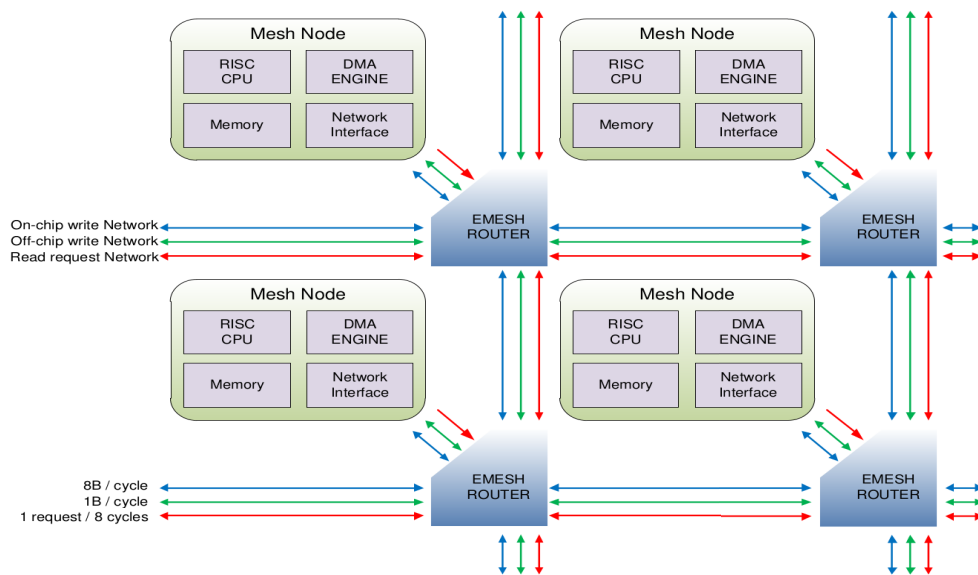 Mesh Node
RISC
CPU
DMA
ENGINE
Memory
Network
Interface
Mesh Node
RISC
CPU
DMA
ENGINE
Memory
Network
Interface
On-chip write Network
Off-chip write Network
Read request Network
EMESH
ROUTER
EMESH
ROUTER
Mesh Node
RISC
CPU
DMA
ENGINE
Memory
Network
Interface
Mesh Node
RISC
CPU
DMA
ENGINE
Memory
Network
Interface
8B / cycle
1B / cycle
1 request / 8 cycles
EMESH
ROUTER
EMESH
ROUTER